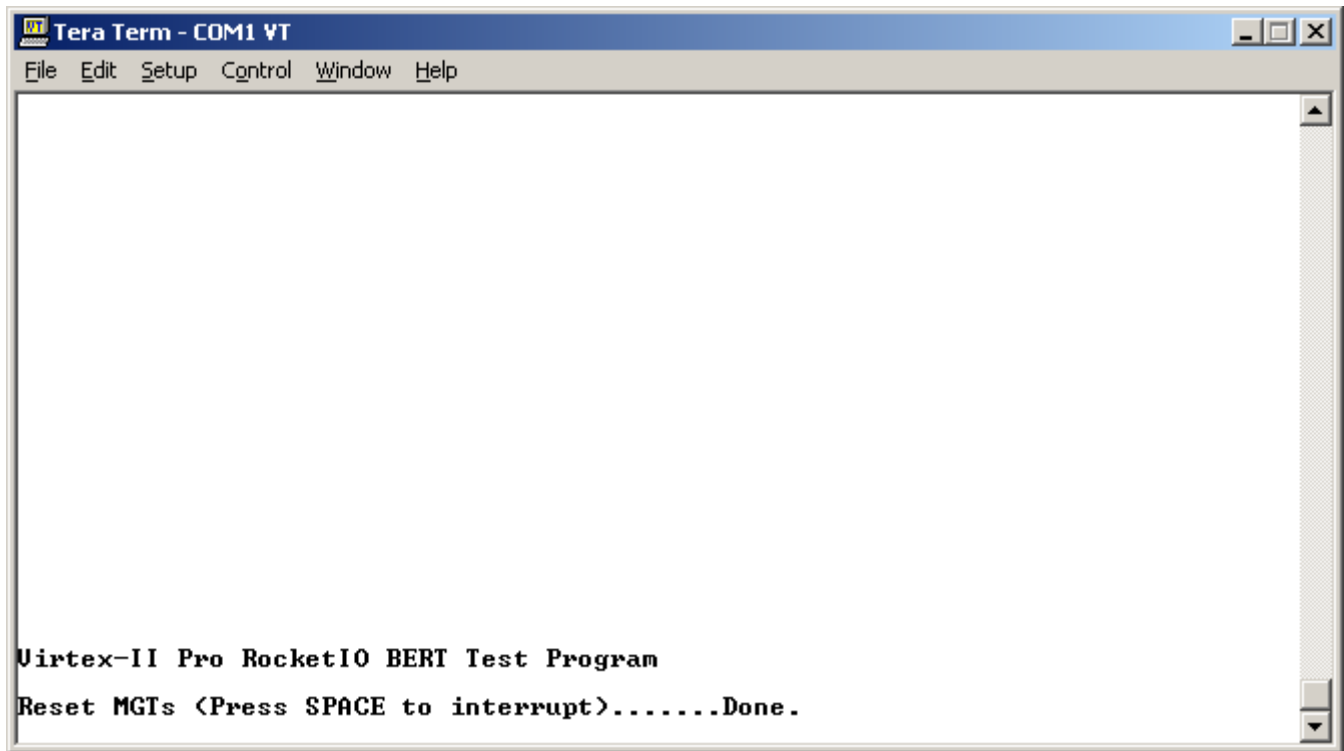 Tera Term - COM1 VT
File Edit Setup Control Window Help
Virtex-II Pro RocketIO BERT Test Program
Reset MGTs (Press SPACE to interrupt).......Done.